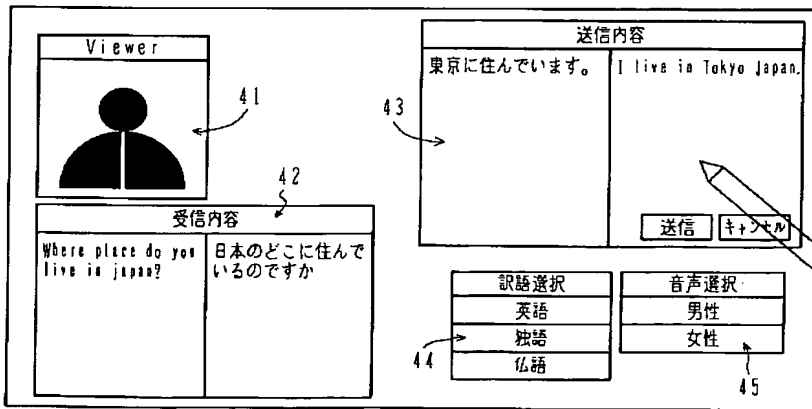 Viewer
41
42
受信内容
Where place do you
live in japan?
日本のどこに住んで
いるのですか
送信内容
東京に住んでいます。
I live in Tokyo Japan.
43
送信
キャンセル
訳語選択
英語
独語
仏語
44
音声選択
男性
女性
45